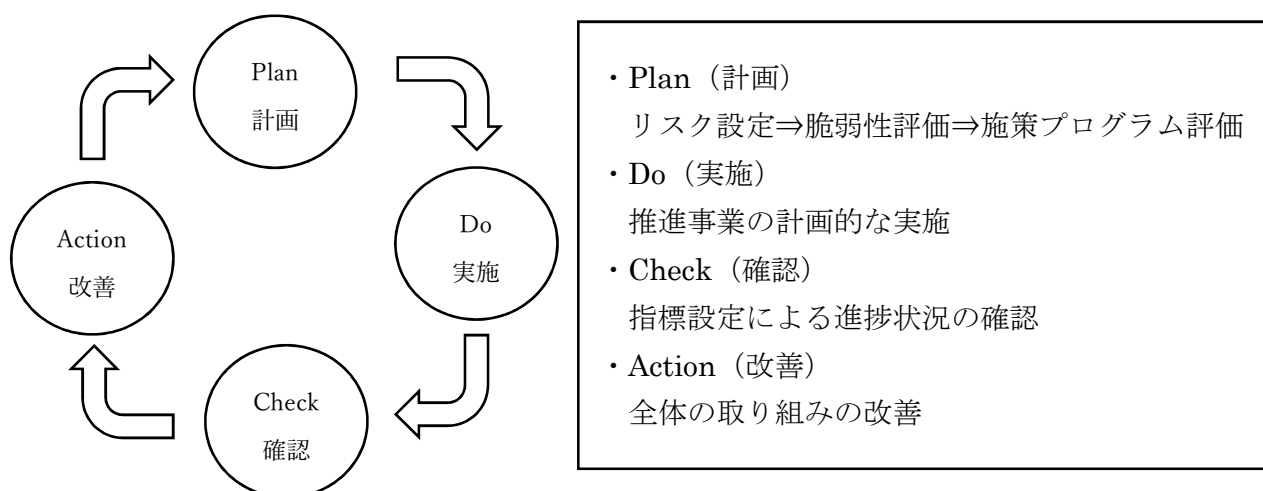 Plan
計画
Do
実施
Check
確認
Action
改善
・Plan（計画）
リスク設定⇒脆弱性評価⇒施策プログラム評価
・Do（実施）
推進事業の計画的な実施
・Check（確認）
指標設定による進捗状況の確認
・Action（改善）
全体の取り組みの改善